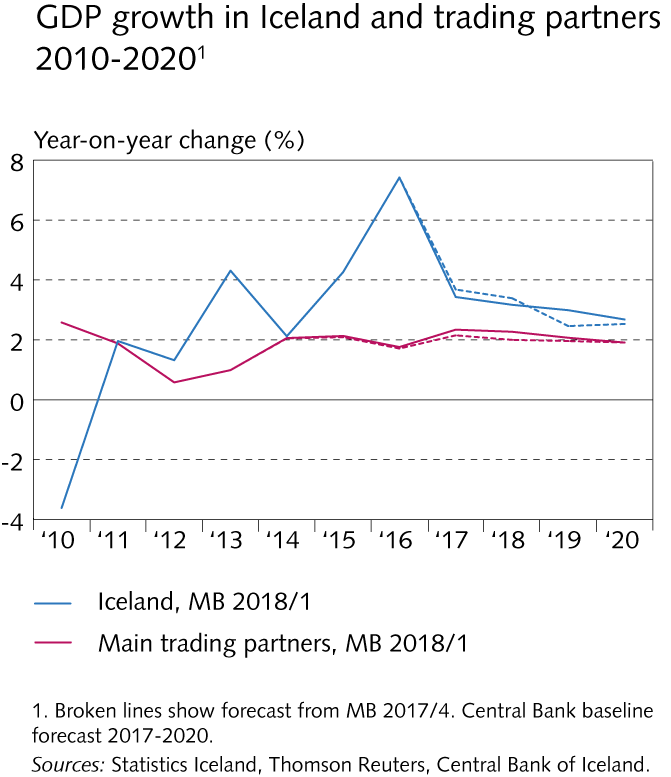 GDP growth in Iceland and trading partners
2010-2020¹
Year-on-year change (%)
8
6
4
2
0
-2
-4
‘10 ‘11 ‘12 ‘13 ‘14 ‘15 ‘16 ‘17 ‘18 ‘19 ‘20
Iceland, MB 2018/1
Main trading partners, MB 2018/1
1. Broken lines show forecast from MB 2017/4. Central Bank baseline
forecast 2017-2020.
Sources: Statistics Iceland, Thomson Reuters, Central Bank of Iceland.